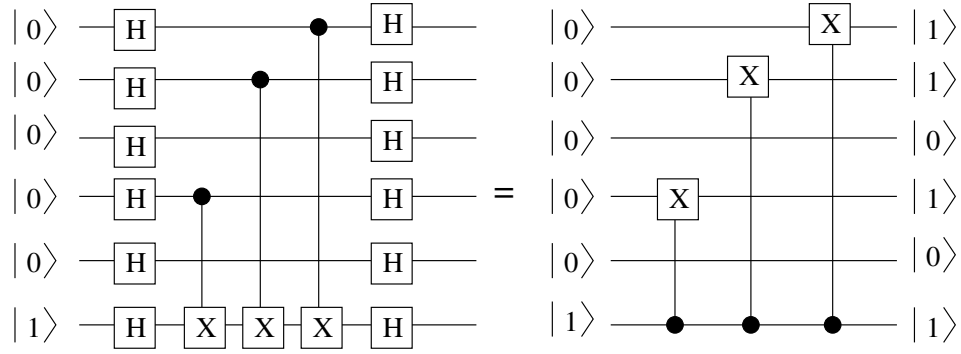 |0⟩ H H |0⟩ X |1⟩
|0⟩ H H |0⟩ X |1⟩
|0⟩ H H |0⟩ |0⟩
|0⟩ H H = |0⟩ X |1⟩
|0⟩ H H |0⟩ |0⟩
|1⟩ H X X X H |1⟩ |1⟩